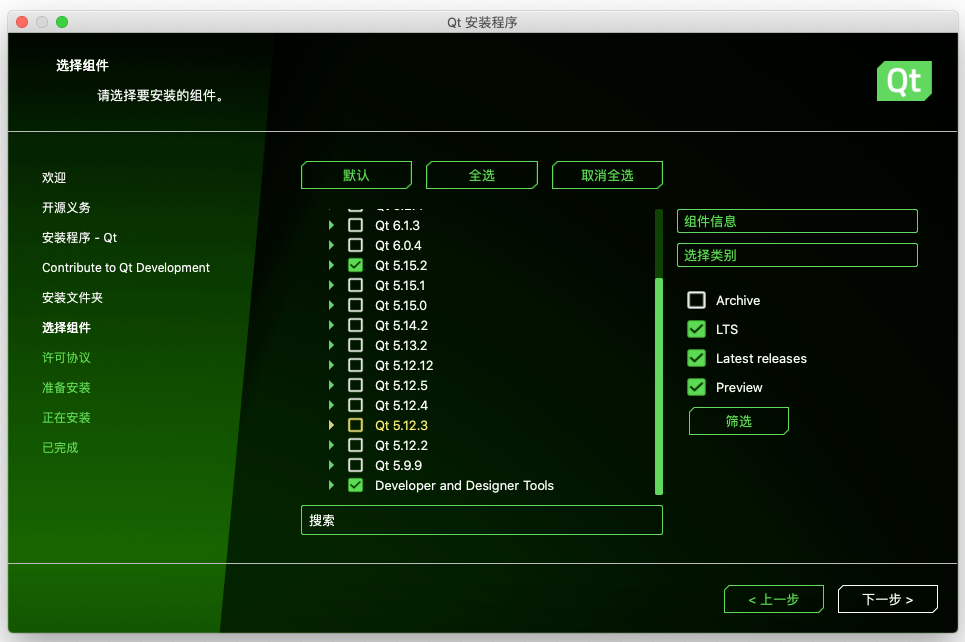 Qt 安装程序
选择组件
请选择要安装的组件。
Qt
欢迎
开源义务
安装程序 - Qt
Contribute to Qt Development
安装文件夹
选择组件
许可协议
准备安装
正在安装
已完成
默认
全选
取消全选
Qt 6.1.3
Qt 6.0.4
Qt 5.15.2
Qt 5.15.1
Qt 5.15.0
Qt 5.14.2
Qt 5.13.2
Qt 5.12.12
Qt 5.12.5
Qt 5.12.4
Qt 5.12.3
Qt 5.12.2
Qt 5.9.9
Developer and Designer Tools
搜索
组件信息
选择类别
Archive
LTS
Latest releases
Preview
筛选
< 上一步
下一步 >